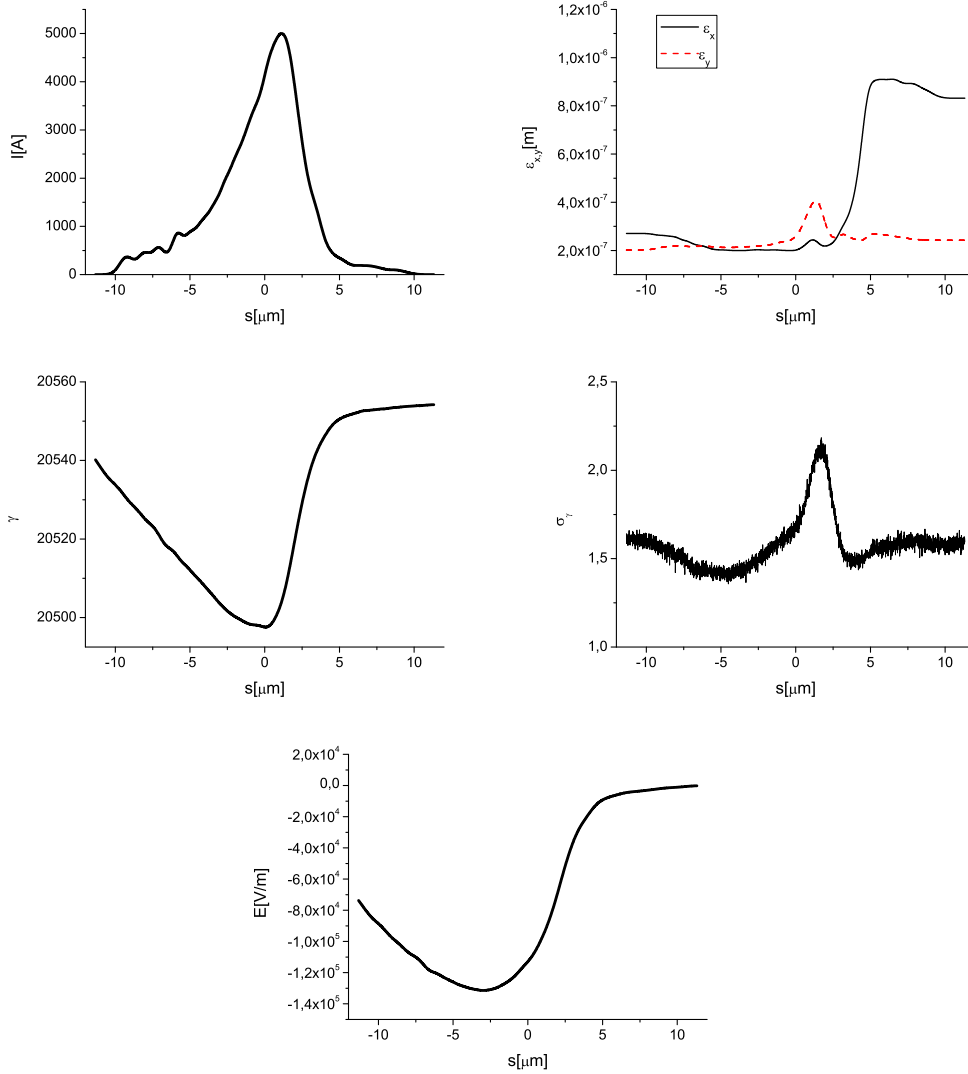 5000
4000
3000
2000
1000
0
I[A]
-10 -5 0 5 10
s[μm]
1,2x10⁻⁶
1,0x10⁻⁶
8,0x10⁻⁷
6,0x10⁻⁷
4,0x10⁻⁷
2,0x10⁻⁷
ε_x,y[m]
ε_x
ε_y
-10 -5 0 5 10
s[μm]
20560
20540
20520
20500
γ
-10 -5 0 5 10
s[μm]
2,5
2,0
1,5
1,0
σ_γ
-10 -5 0 5 10
s[μm]
2,0x10⁴
0,0
-2,0x10⁴
-4,0x10⁴
-6,0x10⁴
-8,0x10⁴
-1,0x10⁵
-1,2x10⁵
-1,4x10⁵
E[V/m]
-10 -5 0 5 10
s[μm]